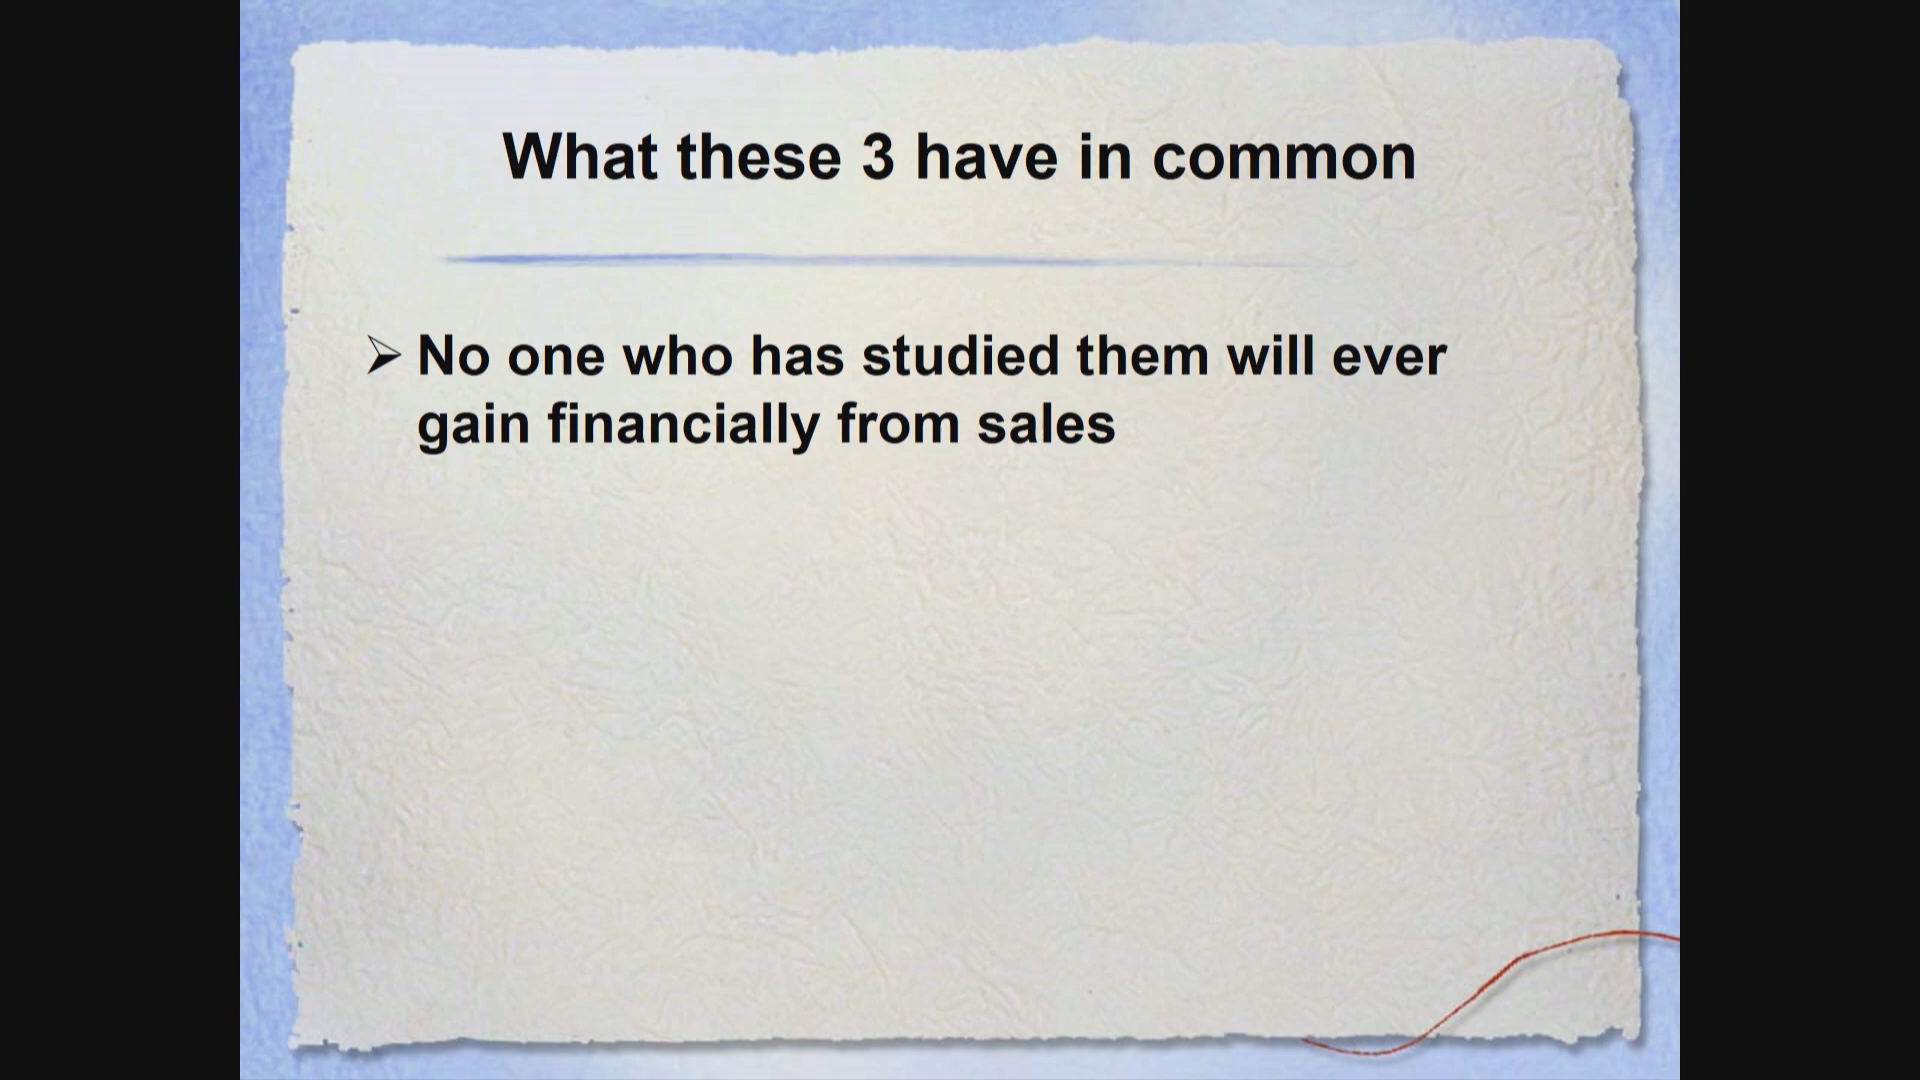 What these 3 have in common
➢ No one who has studied them will ever
gain financially from sales